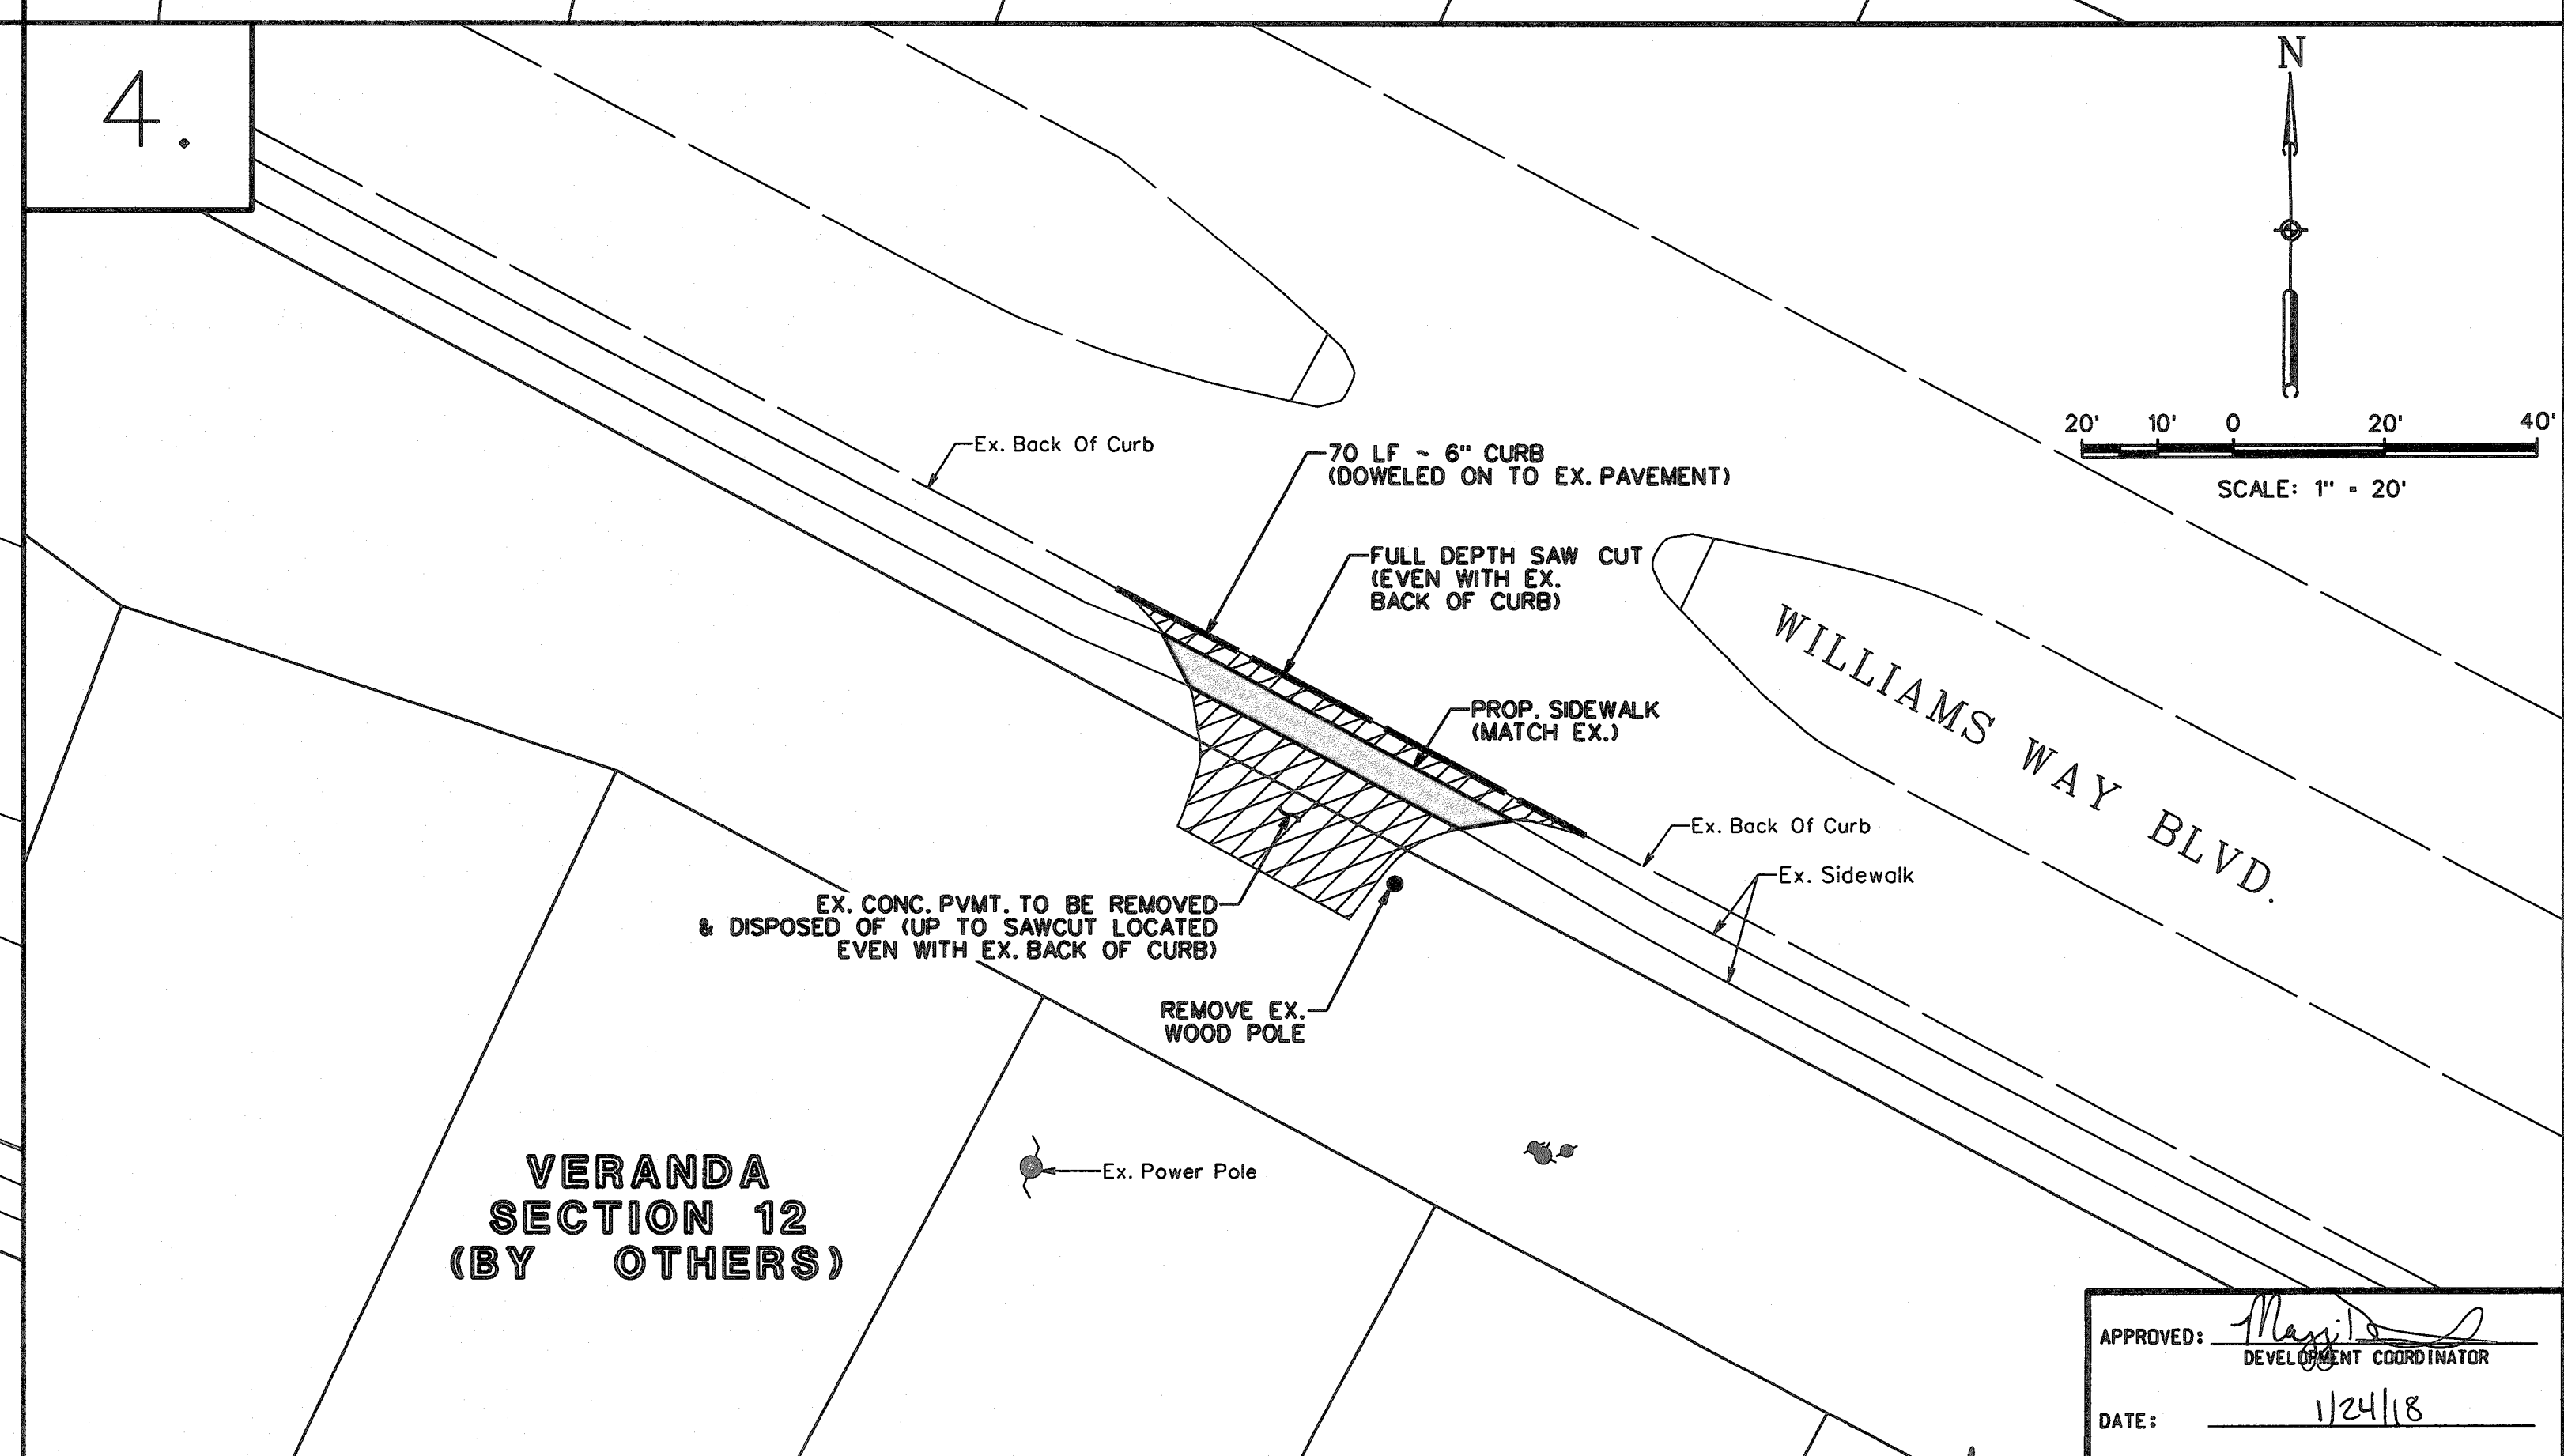 4.
N
20' 10' 0 20' 40'
SCALE: 1" = 20'
Ex. Back Of Curb
70 LF ~ 6" CURB
(DOWELED ON TO EX. PAVEMENT)
FULL DEPTH SAW CUT
(EVEN WITH EX.
BACK OF CURB)
WILLIAMS WAY BLVD.
PROP. SIDEWALK
(MATCH EX.)
Ex. Back Of Curb
Ex. Sidewalk
EX. CONC. PVMT. TO BE REMOVED
& DISPOSED OF (UP TO SAWCUT LOCATED
EVEN WITH EX. BACK OF CURB)
REMOVE EX.
WOOD POLE
Ex. Power Pole
VERANDA
SECTION 12
(BY OTHERS)
APPROVED:
DEVELOPMENT COORDINATOR
DATE: 1/24/18